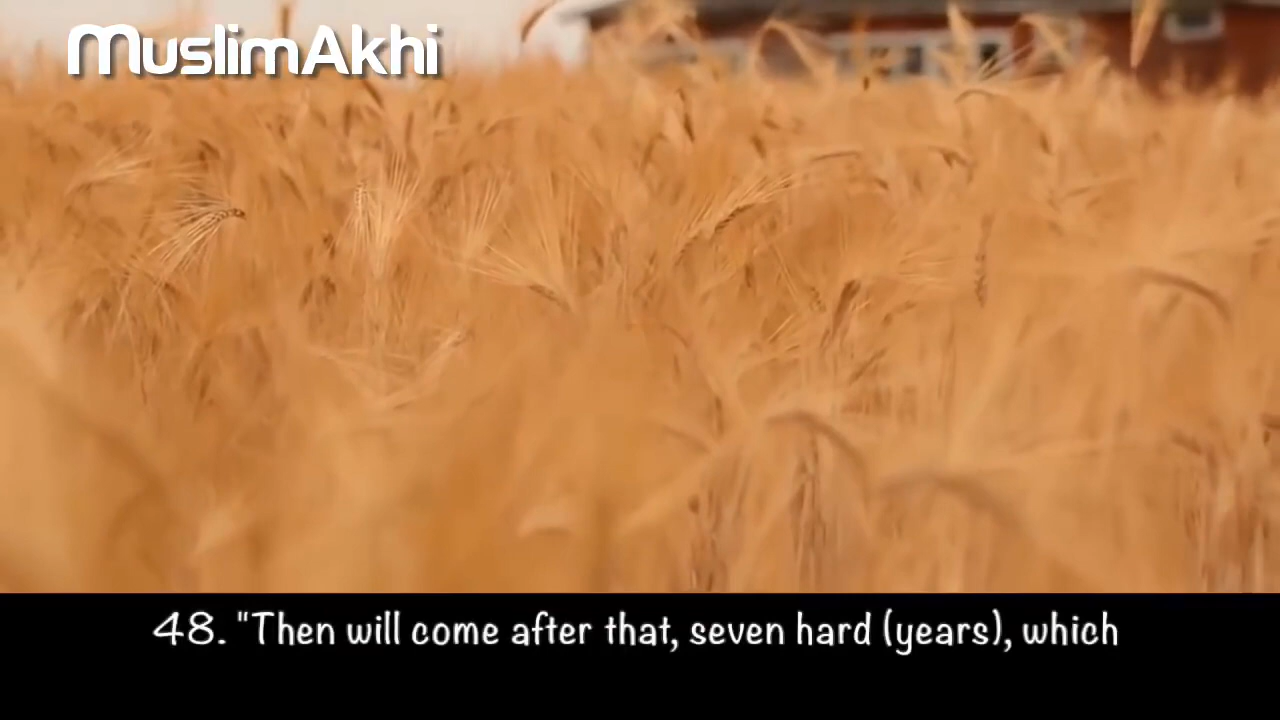 MuslimAkhi
48. "Then will come after that, seven hard (years), which